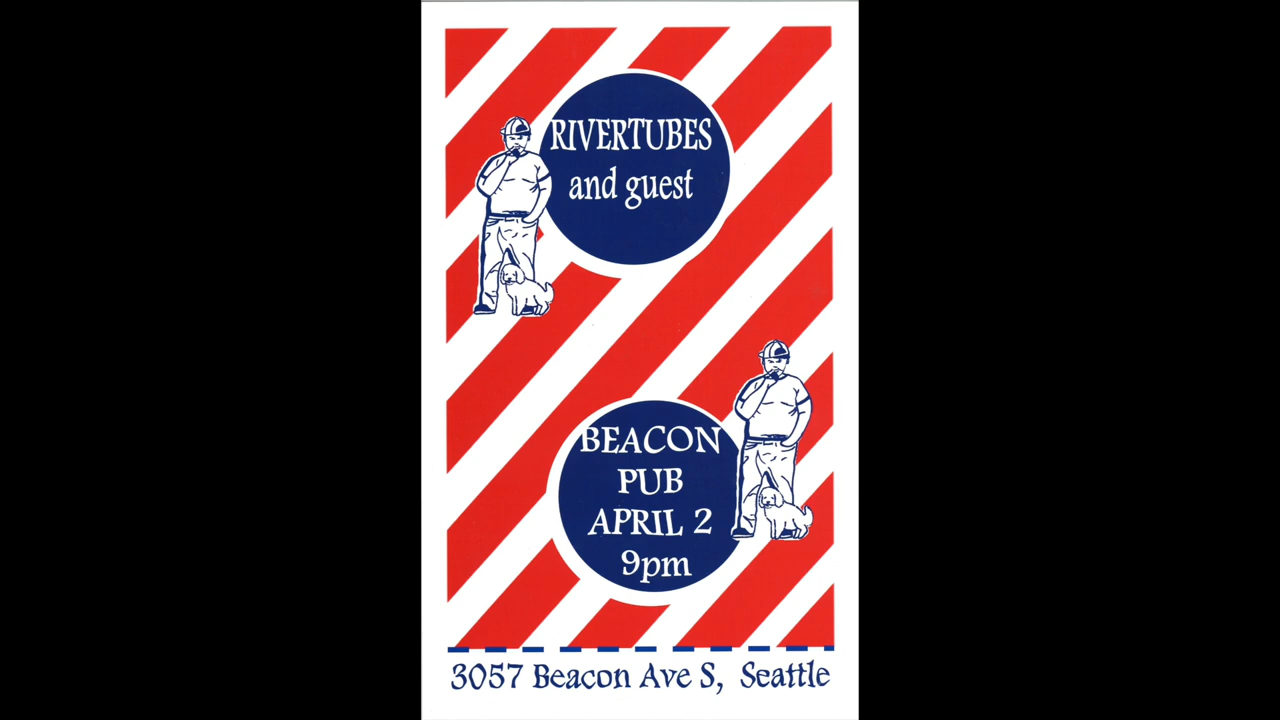 RIVERTUBES
and guest
BEACON
PUB
APRIL 2
9pm
3057 Beacon Ave S, Seattle